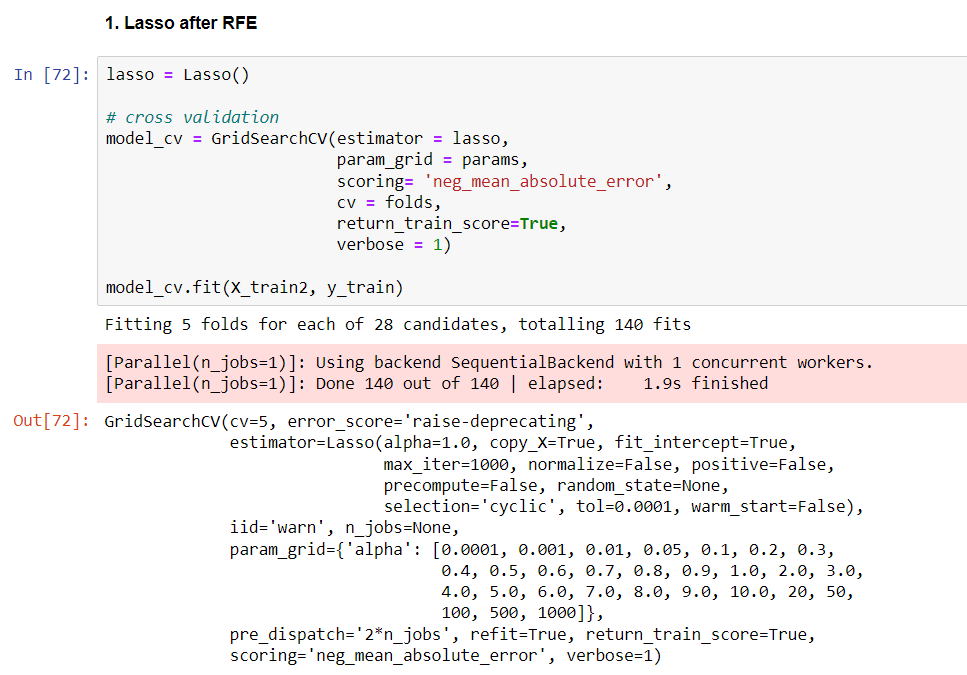 1. Lasso after RFE
In [72]: lasso = Lasso()
# cross validation
model_cv = GridSearchCV(estimator = lasso,
param_grid = params,
scoring= 'neg_mean_absolute_error',
cv = folds,
return_train_score=True,
verbose = 1)
model_cv.fit(X_train2, y_train)
Fitting 5 folds for each of 28 candidates, totalling 140 fits
[Parallel(n_jobs=1)]: Using backend SequentialBackend with 1 concurrent workers.
[Parallel(n_jobs=1)]: Done 140 out of 140 | elapsed:    1.9s finished
Out[72]: GridSearchCV(cv=5, error_score='raise-deprecating',
estimator=Lasso(alpha=1.0, copy_X=True, fit_intercept=True,
max_iter=1000, normalize=False, positive=False,
precompute=False, random_state=None,
selection='cyclic', tol=0.0001, warm_start=False),
iid='warn', n_jobs=None,
param_grid={'alpha': [0.0001, 0.001, 0.01, 0.05, 0.1, 0.2, 0.3,
0.4, 0.5, 0.6, 0.7, 0.8, 0.9, 1.0, 2.0, 3.0,
4.0, 5.0, 6.0, 7.0, 8.0, 9.0, 10.0, 20, 50,
100, 500, 1000]},
pre_dispatch='2*n_jobs', refit=True, return_train_score=True,
scoring='neg_mean_absolute_error', verbose=1)